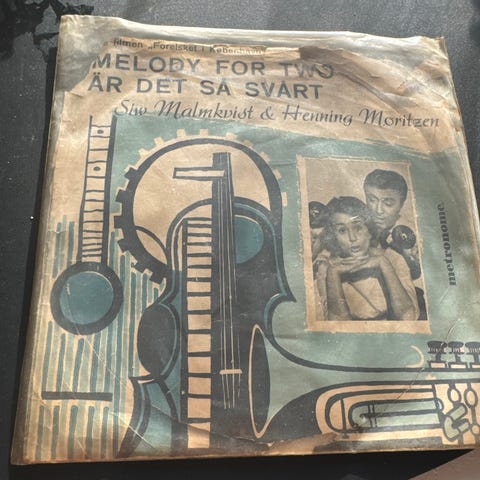 filmen „Forelsket i København"
MELODY FOR TWO
ÄR DET SÅ SVÅRT
Siw Malmkvist & Henning Moritzen
metronome